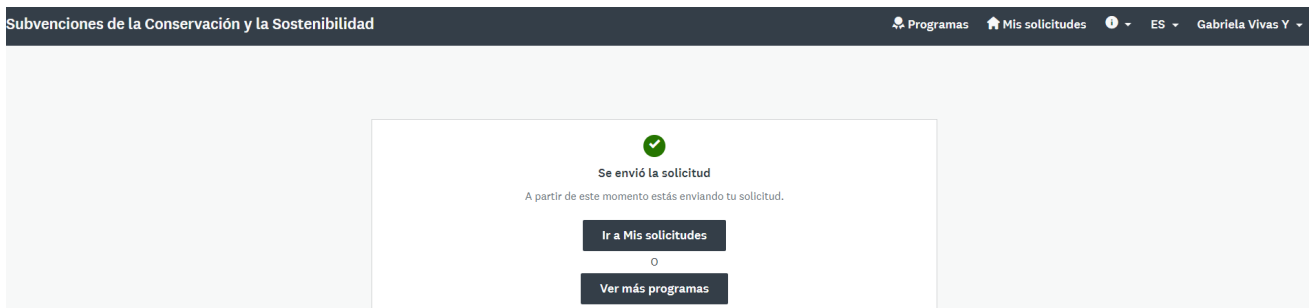 Subvenciones de la Conservación y la Sostenibilidad Programas Mis solicitudes ES Gabriela Vivas Y
Se envió la solicitud
A partir de este momento estás enviando tu solicitud.
Ir a Mis solicitudes
O
Ver más programas